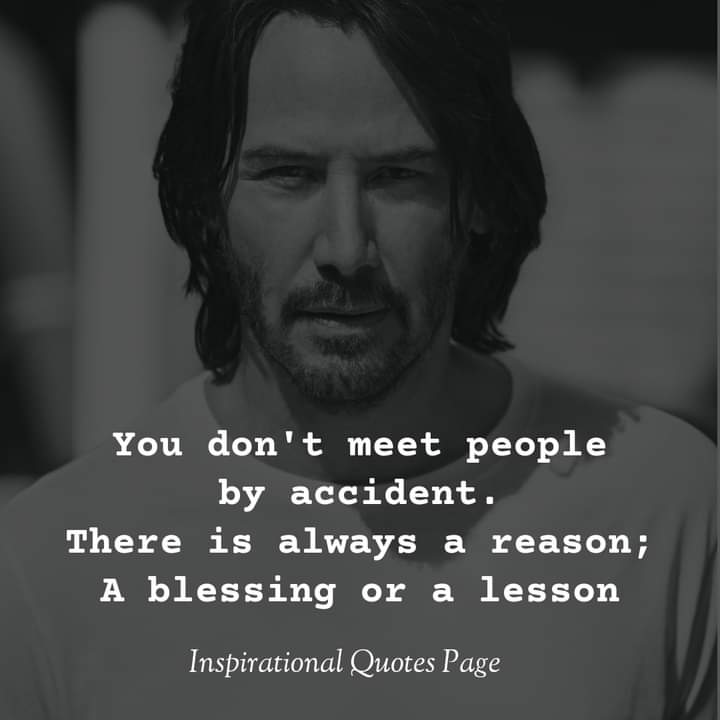 You don't meet people
by accident.
There is always a reason;
A blessing or a lesson
Inspirational Quotes Page